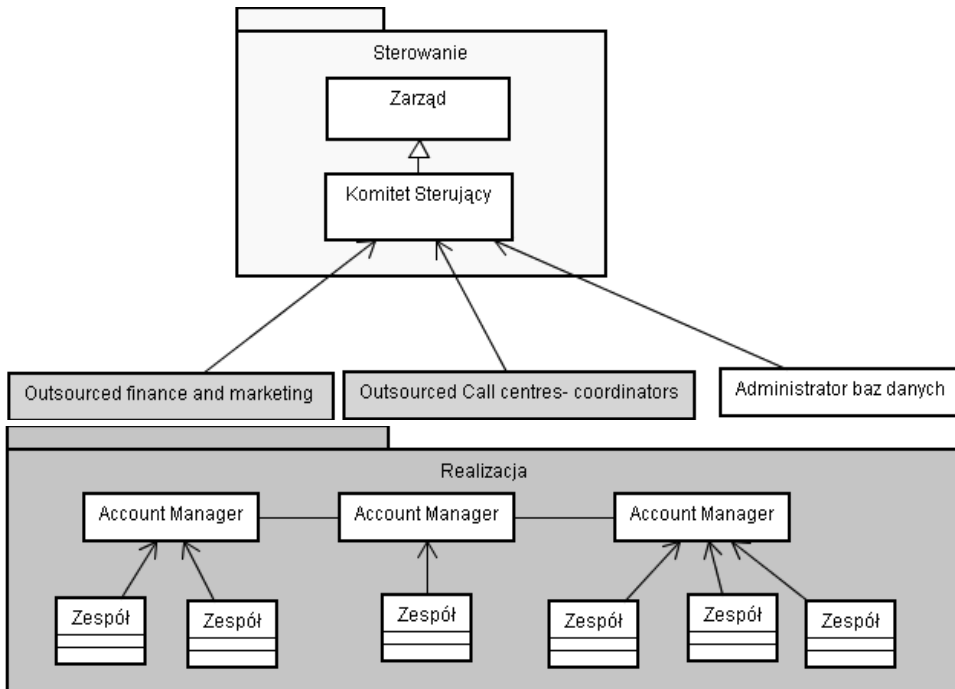 Sterowanie
Zarząd
Komitet Sterujący
Outsourced finance and marketing
Outsourced Call centres- coordinators
Administrator baz danych
Realizacja
Account Manager
Account Manager
Account Manager
Zespół
Zespół
Zespół
Zespół
Zespół
Zespół